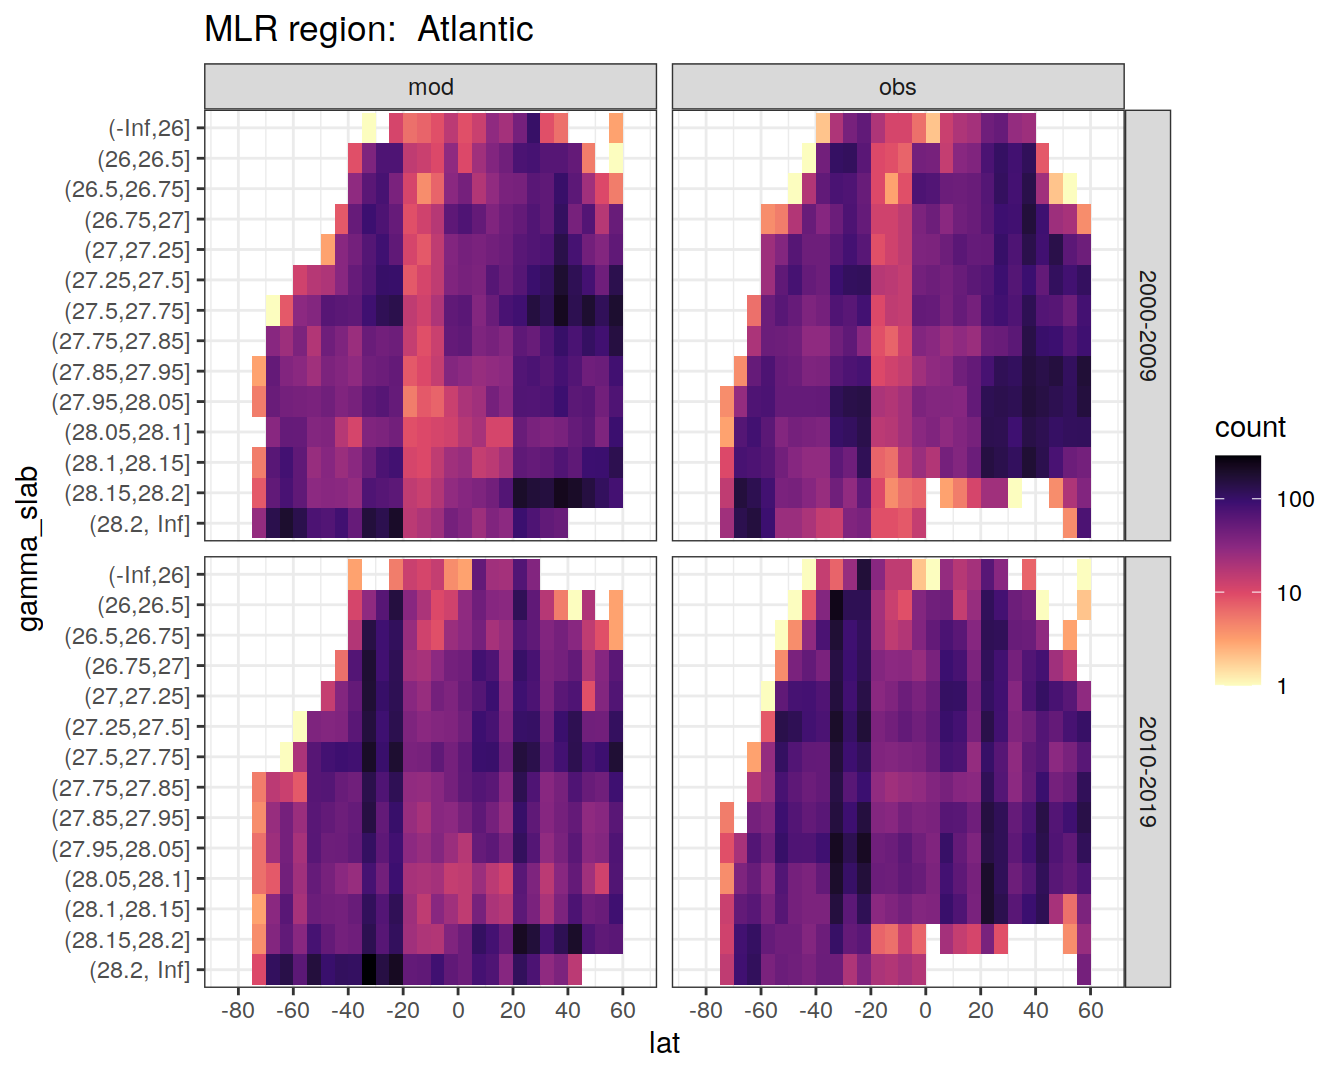 MLR region:  Atlantic
mod
obs
(-Inf,26]
(26,26.5]
(26.5,26.75]
(26.75,27]
(27,27.25]
(27.25,27.5]
(27.5,27.75]
(27.75,27.85]
(27.85,27.95]
(27.95,28.05]
(28.05,28.1]
(28.1,28.15]
(28.15,28.2]
(28.2, Inf]
2000-2009
gamma_slab
(-Inf,26]
(26,26.5]
(26.5,26.75]
(26.75,27]
(27,27.25]
(27.25,27.5]
(27.5,27.75]
(27.75,27.85]
(27.85,27.95]
(27.95,28.05]
(28.05,28.1]
(28.1,28.15]
(28.15,28.2]
(28.2, Inf]
2010-2019
-80 -60 -40 -20 0 20 40 60
-80 -60 -40 -20 0 20 40 60
lat
count
100
10
1